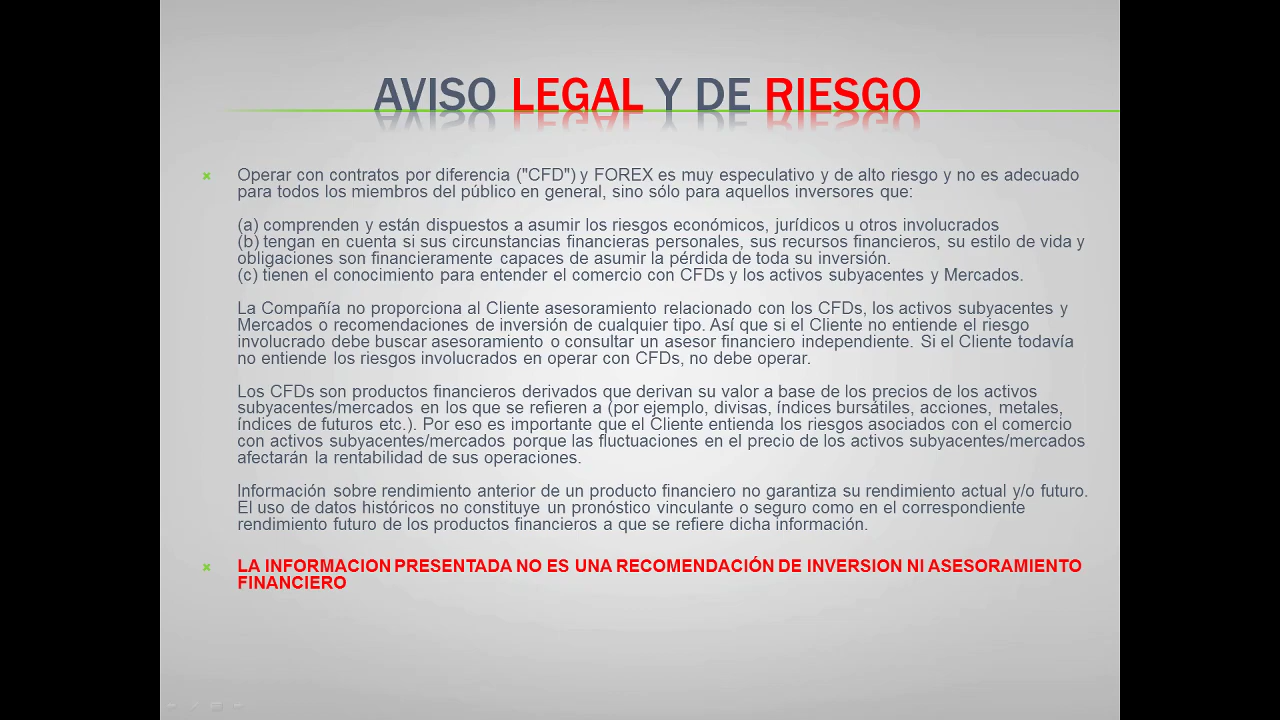 AVISO LEGAL Y DE RIESGO
Operar con contratos por diferencia ("CFD") y FOREX es muy especulativo y de alto riesgo y no es adecuado
para todos los miembros del público en general, sino sólo para aquellos inversores que:
(a) comprenden y están dispuestos a asumir los riesgos económicos, jurídicos u otros involucrados
(b) tengan en cuenta si sus circunstancias financieras personales, sus recursos financieros, su estilo de vida y
obligaciones son financieramente capaces de asumir la pérdida de toda su inversión.
(c) tienen el conocimiento para entender el comercio con CFDs y los activos subyacentes y Mercados.
La Compañía no proporciona al Cliente asesoramiento relacionado con los CFDs, los activos subyacentes y
Mercados o recomendaciones de inversión de cualquier tipo. Así que si el Cliente no entiende el riesgo
involucrado debe buscar asesoramiento o consultar un asesor financiero independiente. Si el Cliente todavía
no entiende los riesgos involucrados en operar con CFDs, no debe operar.
Los CFDs son productos financieros derivados que derivan su valor a base de los precios de los activos
subyacentes/mercados en los que se refieren a (por ejemplo, divisas, índices bursátiles, acciones, metales,
índices de futuros etc.). Por eso es importante que el Cliente entienda los riesgos asociados con el comercio
con activos subyacentes/mercados porque las fluctuaciones en el precio de los activos subyacentes/mercados
afectarán la rentabilidad de sus operaciones.
Información sobre rendimiento anterior de un producto financiero no garantiza su rendimiento actual y/o futuro.
El uso de datos históricos no constituye un pronóstico vinculante o seguro como en el correspondiente
rendimiento futuro de los productos financieros a que se refiere dicha información.
LA INFORMACION PRESENTADA NO ES UNA RECOMENDACIÓN DE INVERSION NI ASESORAMIENTO
FINANCIERO